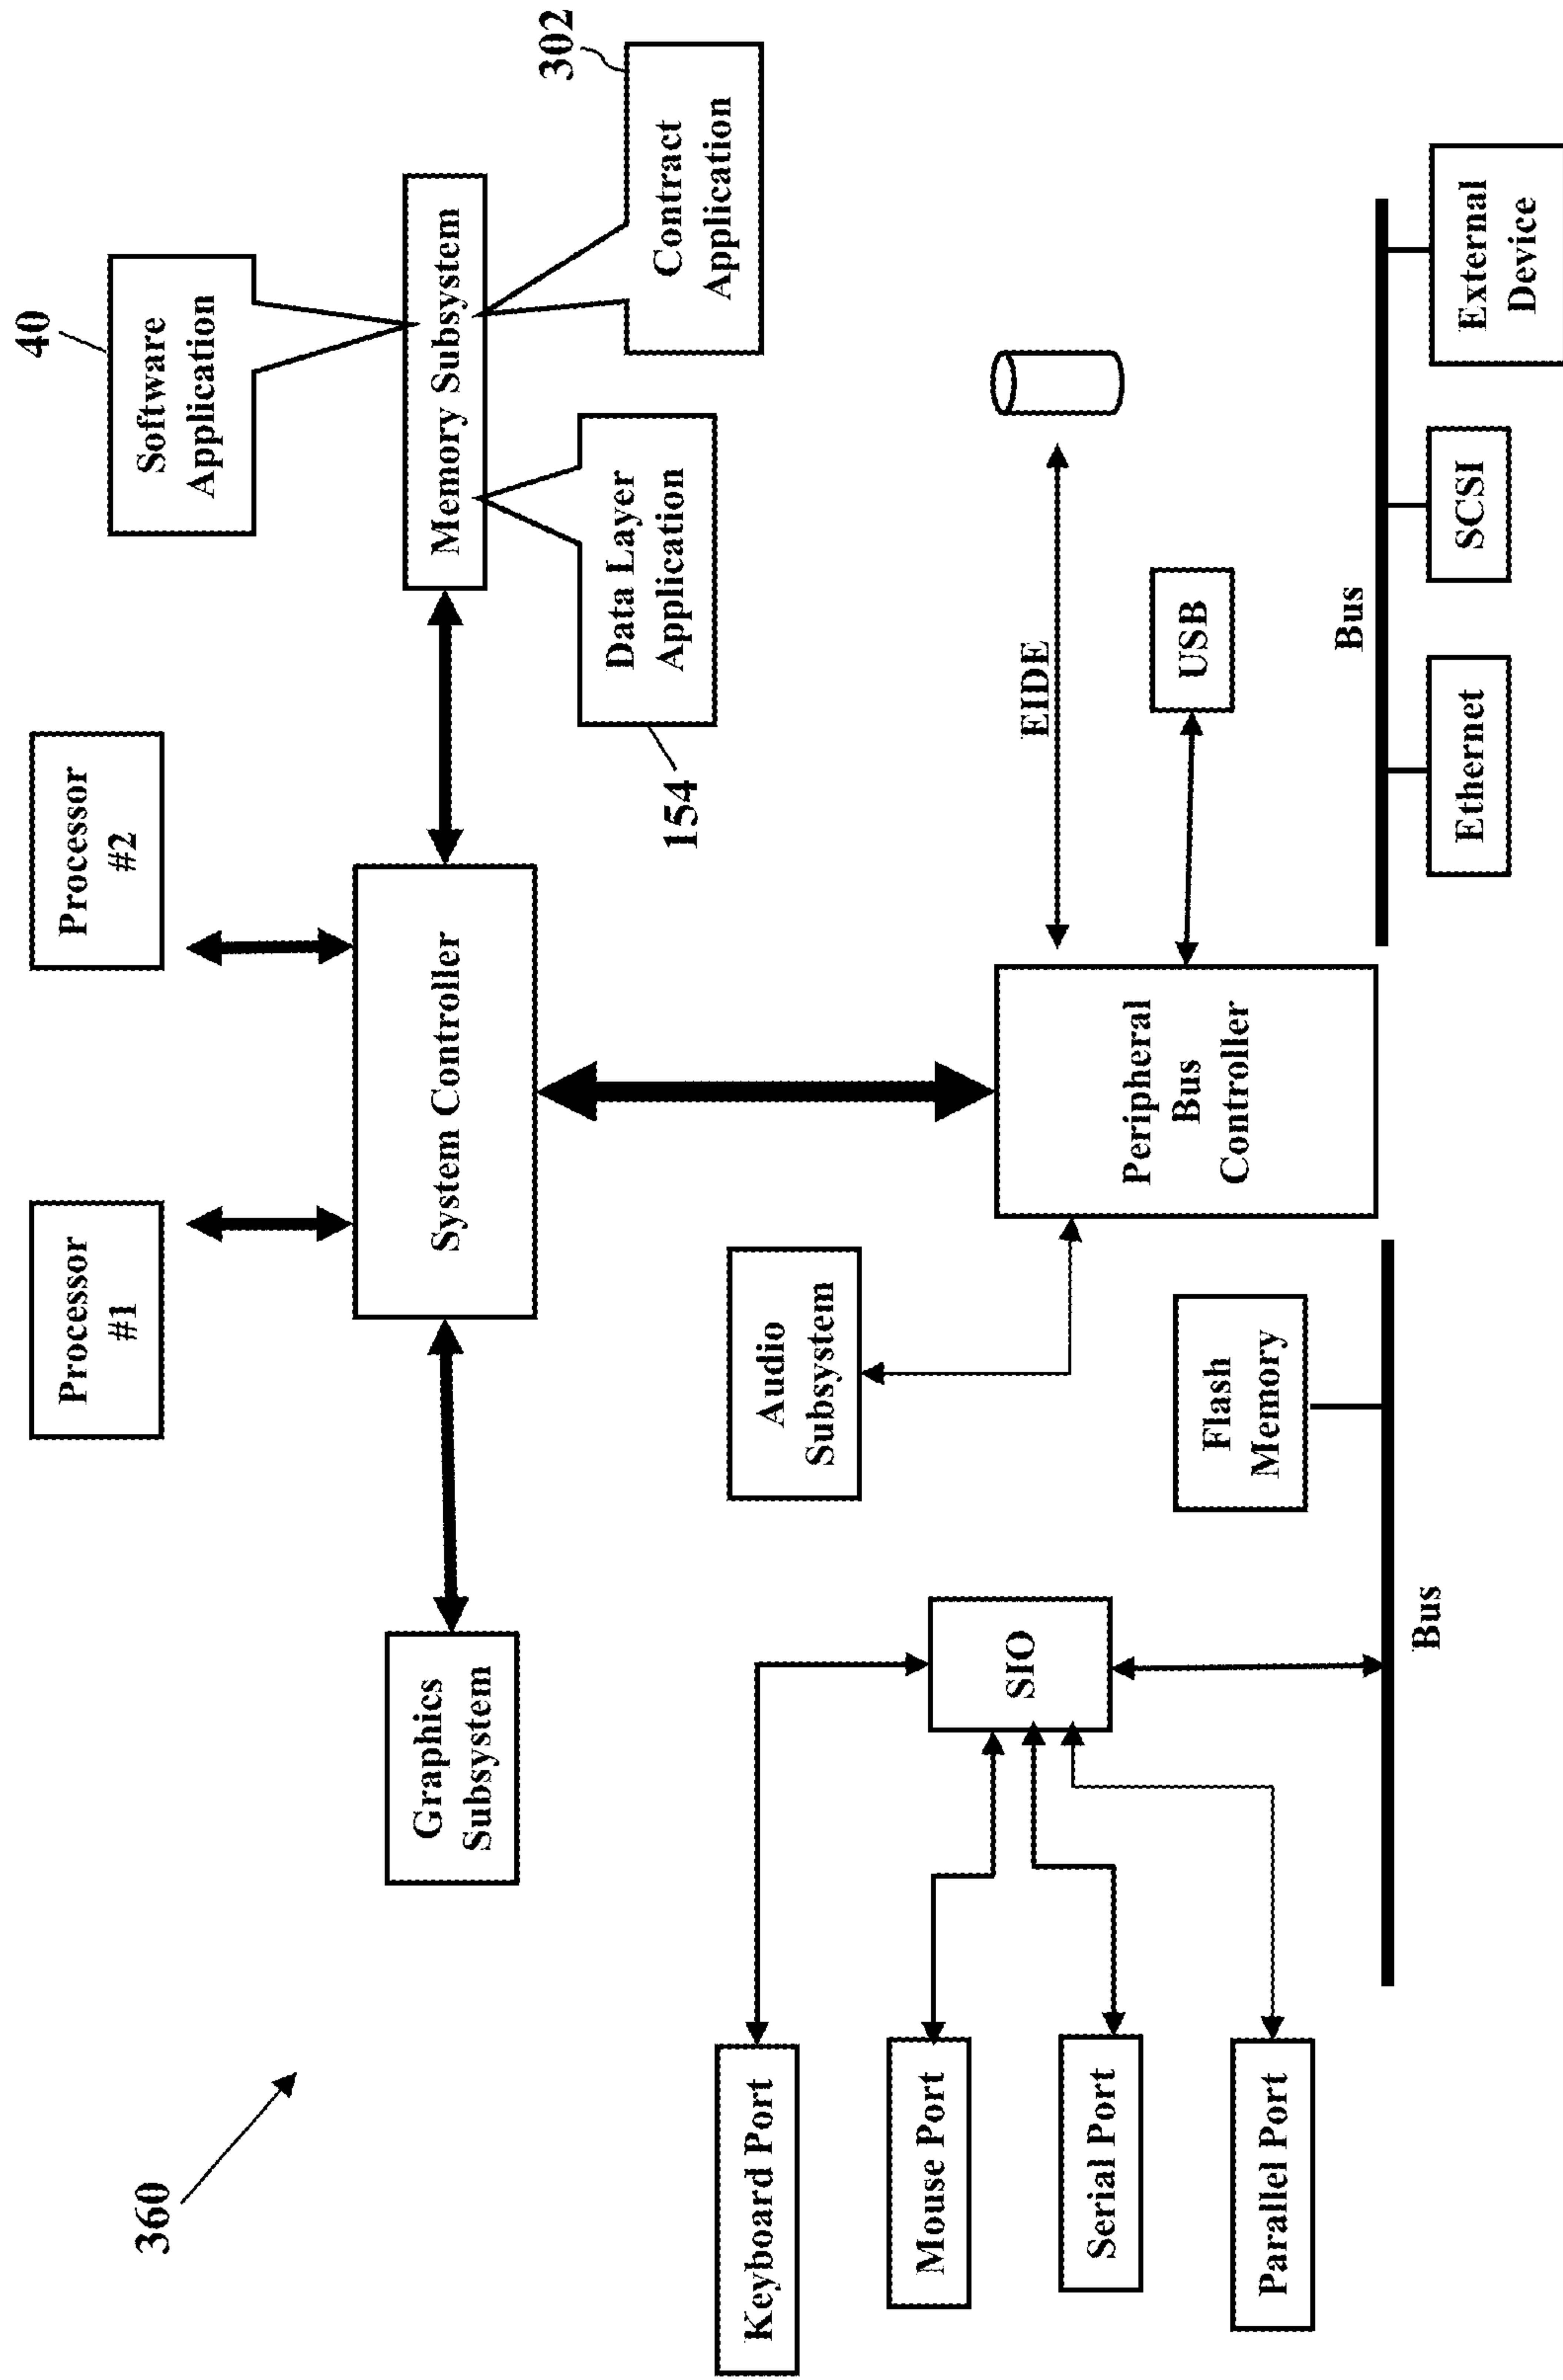 360
Processor
#1
Processor
#2
40
Software
Application
Graphics
Subsystem
System Controller
Memory Subsystem
302
Contract
Application
Data Layer
Application
154
Keyboard Port
Audio
Subsystem
Mouse Port
SIO
Peripheral
Bus
Controller
EIDE
Serial Port
Flash
Memory
USB
Parallel Port
Bus
Bus
Ethernet
SCSI
External
Device